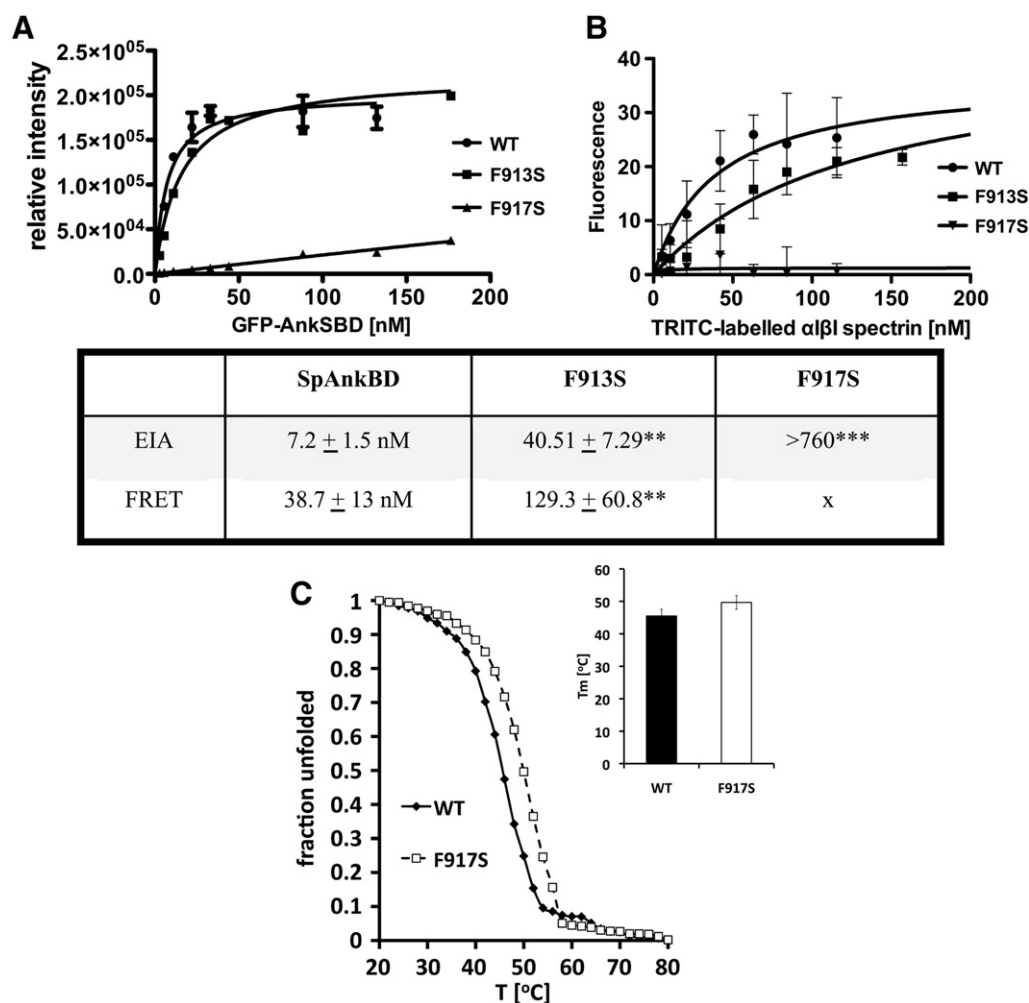 A
2.5×10⁰⁵
2.0×10⁰⁵
1.5×10⁰⁵
1.0×10⁰⁵
5.0×10⁰⁴
0.0
relative intensity
0 50 100 150 200
GFP-AnkSBD [nM]
WT
F913S
F917S
B
40
30
20
10
0
Fluorescence
0 50 100 150 200
TRITC-labelled αIβI spectrin [nM]
WT
F913S
F917S
SpAnkBD F913S F917S
EIA 7.2 ± 1.5 nM 40.51 ± 7.29** >760***
FRET 38.7 ± 13 nM 129.3 ± 60.8** x
C
1
0.9
0.8
0.7
0.6
0.5
0.4
0.3
0.2
0.1
0
fraction unfolded
20 30 40 50 60 70 80
T [°C]
WT
F917S
60
50
40
30
20
10
0
Tm [°C]
WT F917S